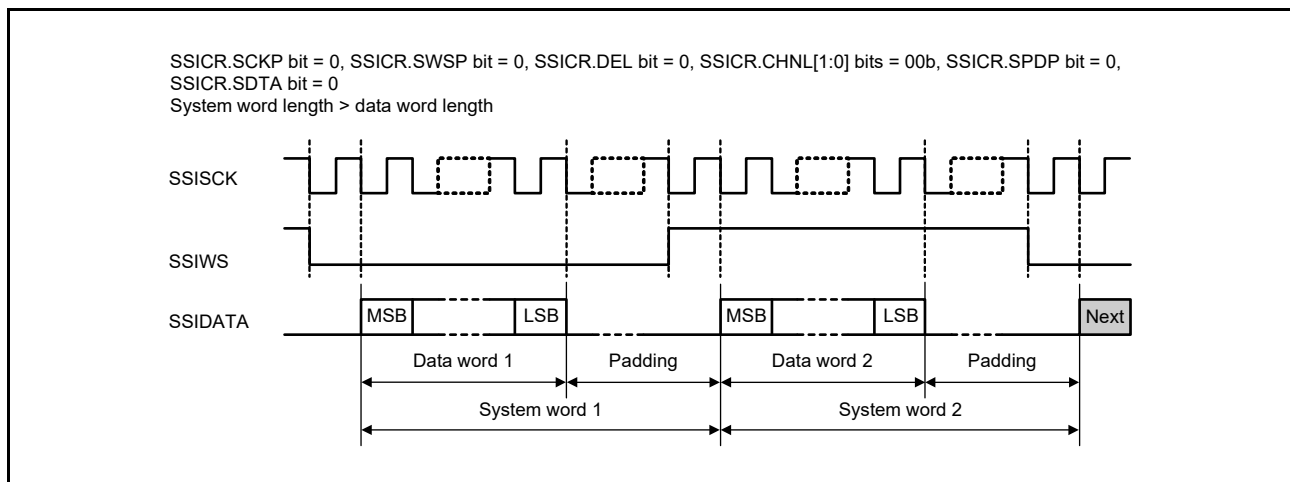 SSICR.SCKP bit = 0, SSICR.SWSP bit = 0, SSICR.DEL bit = 0, SSICR.CHNL[1:0] bits = 00b, SSICR.SPDP bit = 0,
SSICR.SDTA bit = 0
System word length > data word length
SSISCK
SSIWS
SSIDATA
MSB LSB MSB LSB Next
Data word 1 Padding Data word 2 Padding
System word 1 System word 2